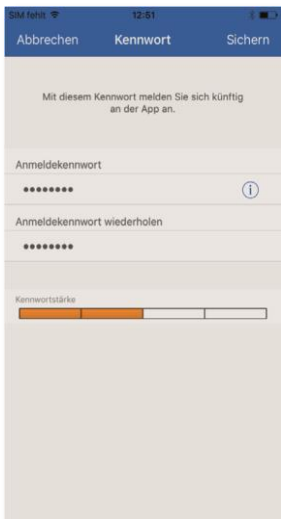 SIM fehlt 12:51
Abbrechen Kennwort Sichern
Mit diesem Kennwort melden Sie sich künftig
an der App an.
Anmeldekennwort
••••••••
Anmeldekennwort wiederholen
••••••••
Kennwortstärke